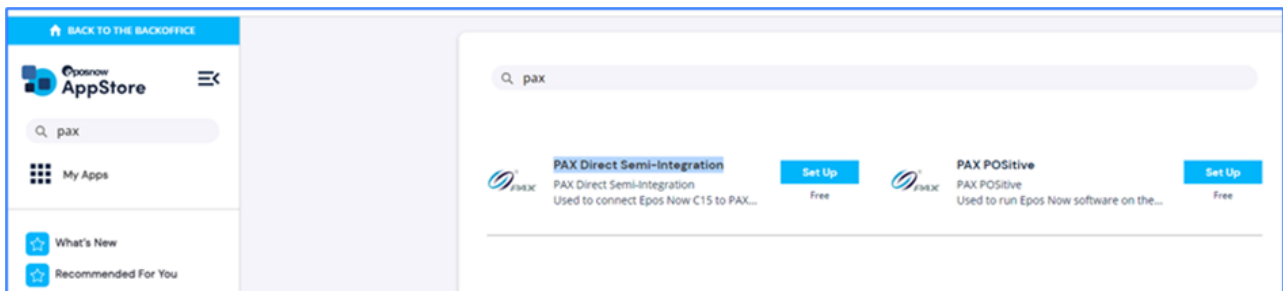 BACK TO THE BACKOFFICE
eposnow
AppStore
pax
My Apps
What's New
Recommended For You
pax
PAX
PAX Direct Semi-Integration
PAX Direct Semi-Integration
Used to connect Epos Now C15 to PAX...
Set Up
Free
PAX
PAX POSitive
PAX POSitive
Used to run Epos Now software on the...
Set Up
Free